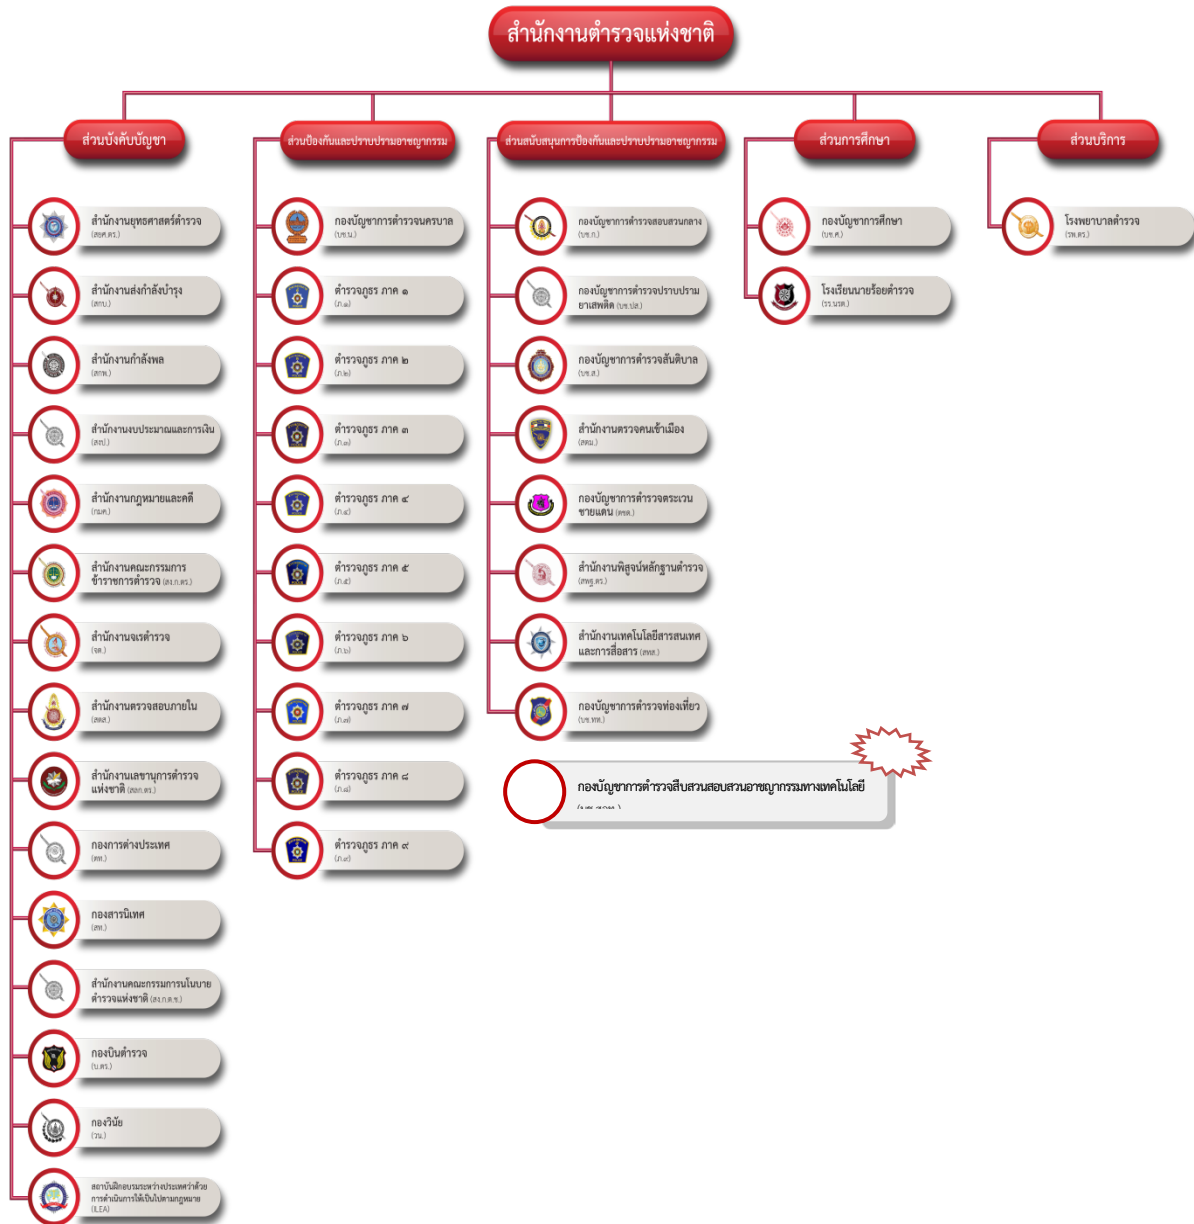 สำนักงานตำรวจแห่งชาติ
ส่วนบังคับบัญชา
สำนักงานยุทธศาสตร์ตำรวจ
(สยศ.ตร.)
สำนักงานส่งกำลังบำรุง
(สกบ.)
สำนักงานกำลังพล
(สกพ.)
สำนักงานงบประมาณและการเงิน
(สงป.)
สำนักงานกฎหมายและคดี
(กมค.)
สำนักงานคณะกรรมการ
ข้าราชการตำรวจ (สง.ก.ตร.)
สำนักงานจเรตำรวจ
(จต.)
สำนักงานตรวจสอบภายใน
(สตส.)
สำนักงานเลขานุการตำรวจ
แห่งชาติ (สลก.ตร.)
กองการต่างประเทศ
(ตท.)
กองสารนิเทศ
(สท.)
สำนักงานคณะกรรมการนโนบาย
ตำรวจแห่งชาติ (สง.ก.ต.ช.)
กองบินตำรวจ
(บ.ตร.)
กองวินัย
(วน.)
สถาบันฝึกอบรมระหว่างประเทศว่าด้วย
การดำเนินการให้เป็นไปตามกฎหมาย
(ILEA)
ส่วนป้องกันและปราบปรามอาชญากรรม
กองบัญชาการตำรวจนครบาล
(บช.น.)
ตำรวจภูธร ภาค ๑
(ภ.๑)
ตำรวจภูธร ภาค ๒
(ภ.๒)
ตำรวจภูธร ภาค ๓
(ภ.๓)
ตำรวจภูธร ภาค ๔
(ภ.๔)
ตำรวจภูธร ภาค ๕
(ภ.๕)
ตำรวจภูธร ภาค ๖
(ภ.๖)
ตำรวจภูธร ภาค ๗
(ภ.๗)
ตำรวจภูธร ภาค ๘
(ภ.๘)
ตำรวจภูธร ภาค ๙
(ภ.๙)
ส่วนสนับสนุนการป้องกันและปราบปรามอาชญากรรม
กองบัญชาการตำรวจสอบสวนกลาง
(บช.ก.)
กองบัญชาการตำรวจปราบปราม
ยาเสพติด (บช.ปส.)
กองบัญชาการตำรวจสันติบาล
(บช.ส.)
สำนักงานตรวจคนเข้าเมือง
(สตม.)
กองบัญชาการตำรวจตระเวน
ชายแดน (ตชด.)
สำนักงานพิสูจน์หลักฐานตำรวจ
(สพฐ.ตร.)
สำนักงานเทคโนโลยีสารสนเทศ
และการสื่อสาร (สทส.)
กองบัญชาการตำรวจท่องเที่ยว
(บช.ทท.)
กองบัญชาการตำรวจสืบสวนสอบสวนอาชญากรรมทางเทคโนโลยี
ส่วนการศึกษา
กองบัญชาการศึกษา
(บช.ศ.)
โรงเรียนนายร้อยตำรวจ
(รร.นรต.)
ส่วนบริการ
โรงพยาบาลตำรวจ
(รพ.ตร.)